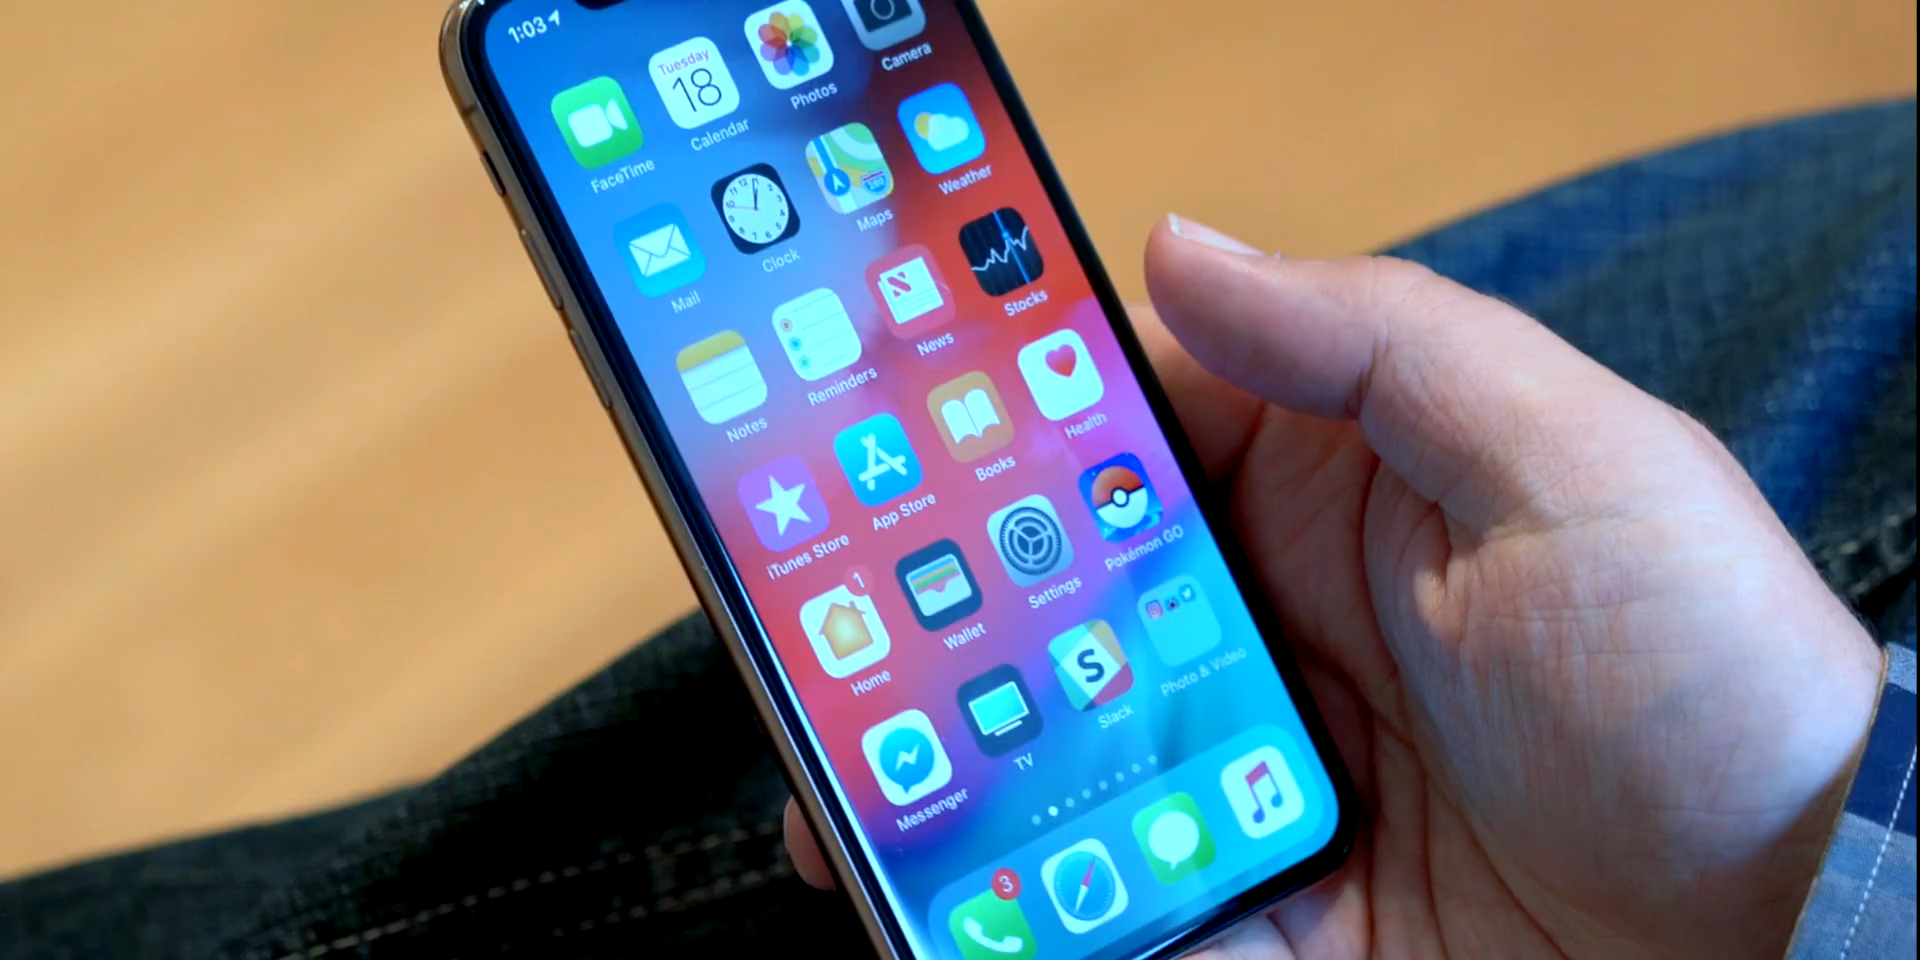 1:03
Tuesday
18
FaceTime
Calendar
Photos
Camera
Mail
Clock
Maps
Weather
Notes
Reminders
News
Stocks
iTunes Store
App Store
Books
Health
1
Home
Wallet
Settings
Pokémon GO
Messenger
TV
S
Slack
Photo & Video
3